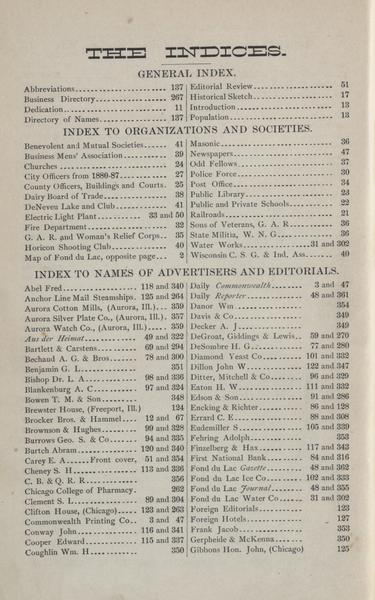 THE INDICES.
GENERAL INDEX.
Abbreviations 137
Business Directory 267
Dedication 11
Directory of Names 137
Editorial Review 51
Historical Sketch 17
Introduction 13
Population 13
INDEX TO ORGANIZATIONS AND SOCIETIES.
Benevolent and Mutual Societies 41
Business Mens' Association 39
Churches 24
City Officers from 1880-87 27
County Officers, Buildings and Courts. 35
Dairy Board of Trade 38
DeNeven Lake and Club 41
Electric Light Plant 33 and 50
Fire Department 32
G. A. R. and Woman's Relief Corps 35
Horicon Shooting Club 40
Map of Fond du Lac, opposite page 2
Masonic 36
Newspapers 47
Odd Fellows 37
Police Force 30
Post Office 34
Public Library 23
Public and Private Schools 22
Railroads 21
Sons of Veterans, G. A. R 36
State Militia, W. N. G 36
Water Works 31 and 302
Wisconsin C. S. G. & Ind. Ass 40
INDEX TO NAMES OF ADVERTISERS AND EDITORIALS.
Abel Fred 118 and 340
Anchor Line Mail Steamships. 125 and 264
Aurora Cotton Mills, (Aurora, Ill.) 359
Aurora Silver Plate Co., (Aurora, Ill.) 357
Aurora Watch Co., (Aurora, Ill.) 359
Aus der Heimat 49 and 322
Bartlett & Carstens 69 and 294
Bechaud A. G. & Bros 78 and 300
Benjamin G. L. 351
Bishop Dr. L. A 98 and 336
Blankenburg A. C 97 and 324
Bowen T. M. & Son 348
Brewster House, (Freeport, Ill.) 124
Brocker Bros. & Hammel 12 and 67
Brownson & Hughes 99 and 328
Burrows Geo. S. & Co 94 and 335
Burtch Abram 120 and 340
Carey E. A. Front cover, 51 and 354
Cheney S. H 113 and 336
C. B. & Q. R. R 356
Chicago College of Pharmacy. 262
Clement S. L 89 and 304
Clifton House, (Chicago) 123 and 263
Commonwealth Printing Co 3 and 47
Conway John 116 and 341
Cooper Edward 115 and 337
Coughlin Wm. H 350
Daily Commonwealth 3 and 47
Daily Reporter 48 and 361
Danor Wm 354
Davis & Co 349
Decker A. J 349
DeGroat, Giddings & Lewis 59 and 270
DeSombre H. G. 77 and 280
Diamond Yeast Co 101 and 332
Dillon John W 122 and 347
Ditter, Mitchell & Co 96 and 329
Eaton H. W 111 and 332
Edson & Son 91 and 286
Encking & Richter 86 and 128
Errard C. E 88 and 308
Eudemiller S 105 and 339
Fehring Adolph 353
Finzelberg & Hax 117 and 343
First National Bank 84 and 316
Fond du Lac Gazette 48 and 362
Fond du Lac Ice Co 102 and 333
Fond du Lac Journal 48 and 355
Fond du Lac Water Co 31 and 302
Foreign Editorials 123
Foreign Hotels 127
Frank Jacob 353
Gerpheide & McKenna 350
Gibbons Hon. John, (Chicago) 125